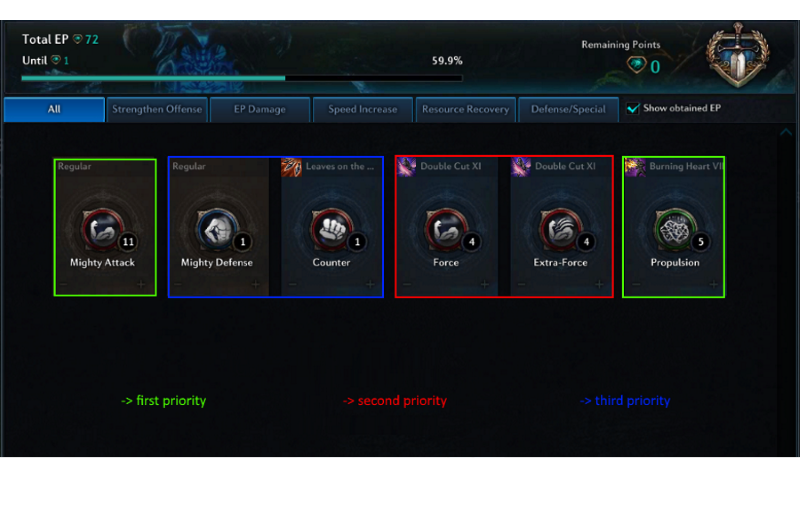 Total EP 72
Until 1
59.9%
Remaining Points
0
All
Strengthen Offense
EP Damage
Speed Increase
Resource Recovery
Defense/Special
Show obtained EP
Regular
11
Mighty Attack
Regular
1
Mighty Defense
Leaves on the ...
1
Counter
Double Cut XI
4
Force
Double Cut XI
4
Extra-Force
Burning Heart VII
5
Propulsion
-> first priority
-> second priority
-> third priority